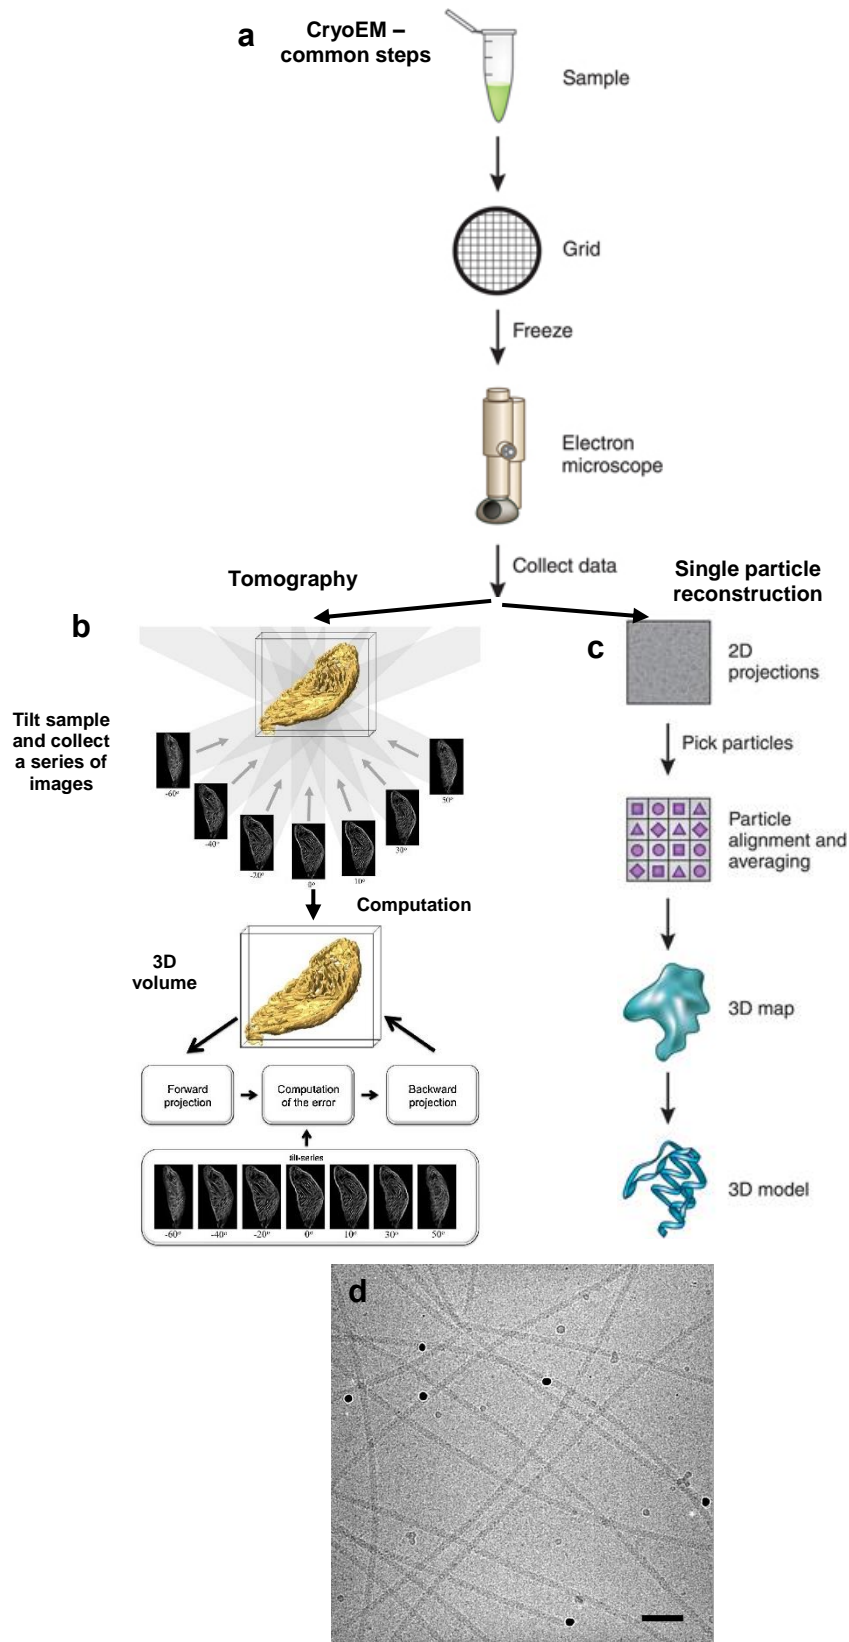 a
CryoEM –
common steps
Sample
Grid
Freeze
Electron
microscope
Collect data
Tomography
b
Tilt sample
and collect
a series of
images
-60°
-40°
-20°
0°
10°
30°
50°
Computation
3D
volume
Forward
projection
Computation
of the error
Backward
projection
tilt-series
-60°
-40°
-20°
0°
10°
30°
50°
Single particle
reconstruction
c
2D
projections
Pick particles
Particle
alignment and
averaging
3D map
3D model
d